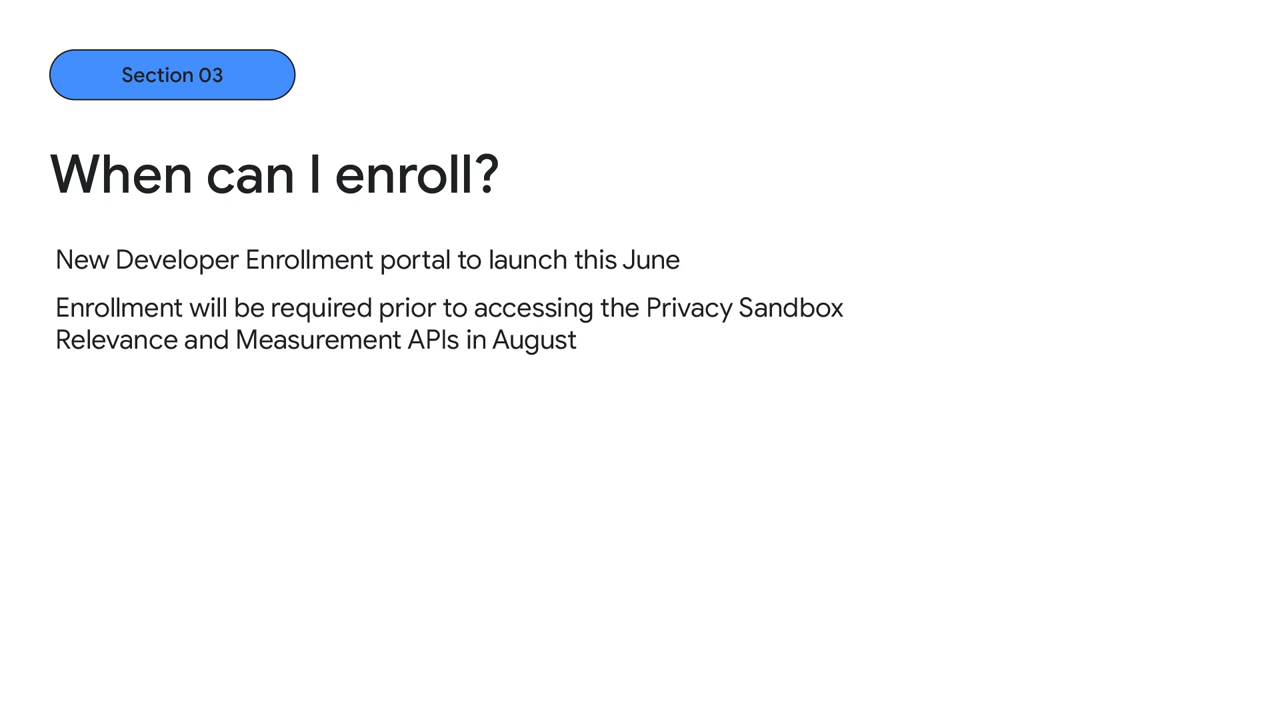 Section 03
When can I enroll?
New Developer Enrollment portal to launch this June
Enrollment will be required prior to accessing the Privacy Sandbox
Relevance and Measurement APIs in August